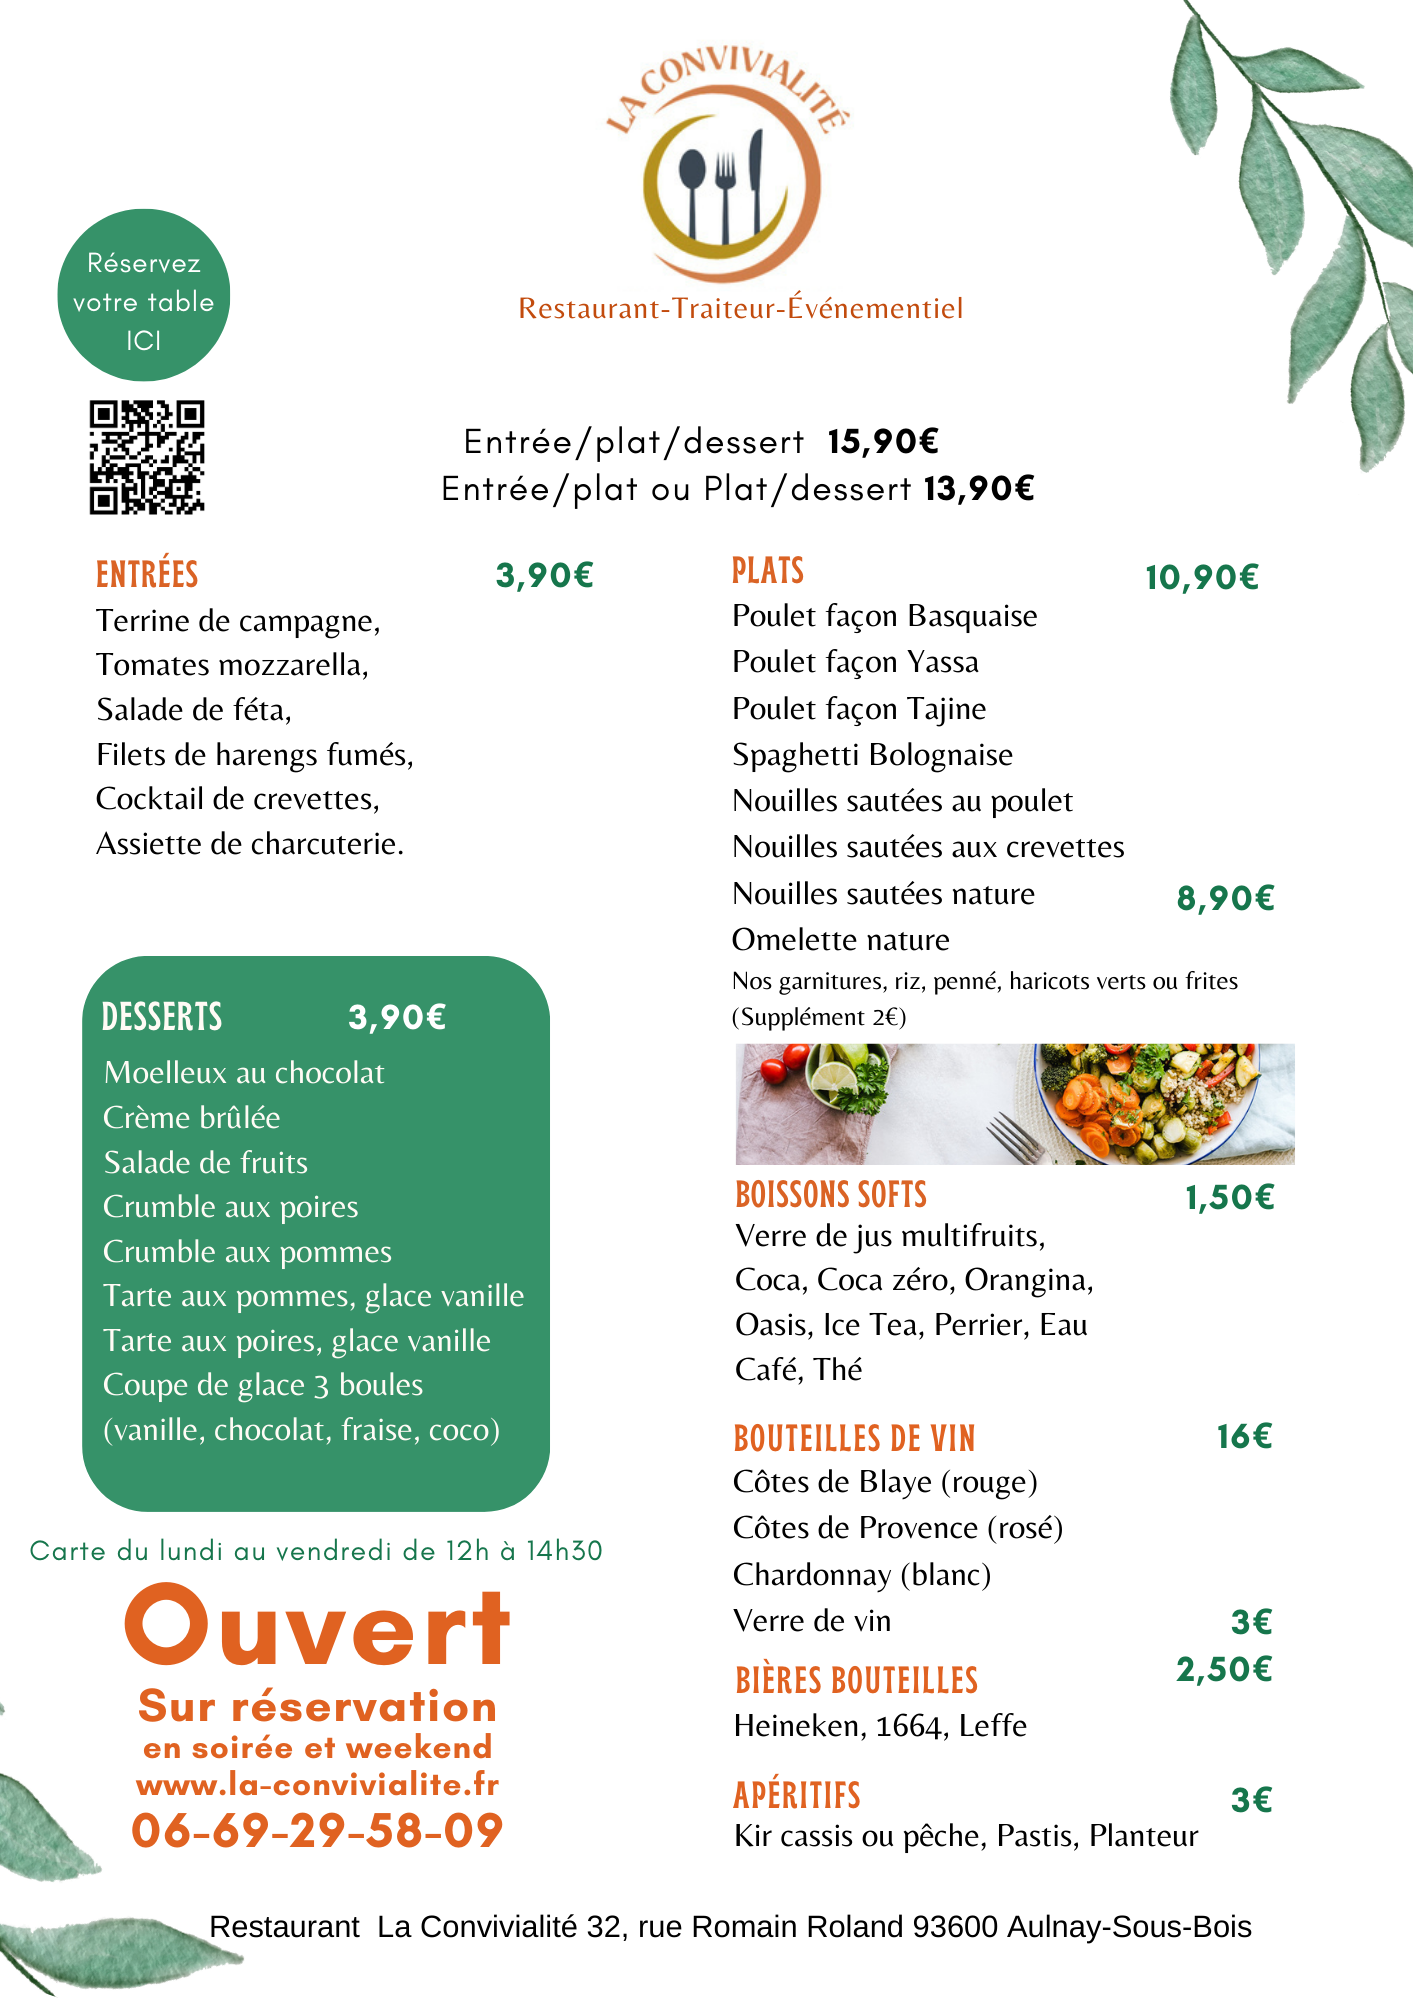 LA CONVIVIALITÉ
Restaurant-Traiteur-Événementiel
Réservez
votre table
ICI
Entrée/plat/dessert 15,90€
Entrée/plat ou Plat/dessert 13,90€
ENTRÉES 3,90€
Terrine de campagne,
Tomates mozzarella,
Salade de féta,
Filets de harengs fumés,
Cocktail de crevettes,
Assiette de charcuterie.
DESSERTS 3,90€
Moelleux au chocolat
Crème brûlée
Salade de fruits
Crumble aux poires
Crumble aux pommes
Tarte aux pommes, glace vanille
Tarte aux poires, glace vanille
Coupe de glace 3 boules
(vanille, chocolat, fraise, coco)
Carte du lundi au vendredi de 12h à 14h30
Ouvert
Sur réservation
en soirée et weekend
www.la-convivialite.fr
06-69-29-58-09
PLATS 10,90€
Poulet façon Basquaise
Poulet façon Yassa
Poulet façon Tajine
Spaghetti Bolognaise
Nouilles sautées au poulet
Nouilles sautées aux crevettes
Nouilles sautées nature 8,90€
Omelette nature
Nos garnitures, riz, penné, haricots verts ou frites
(Supplément 2€)
BOISSONS SOFTS 1,50€
Verre de jus multifruits,
Coca, Coca zéro, Orangina,
Oasis, Ice Tea, Perrier, Eau
Café, Thé
BOUTEILLES DE VIN 16€
Côtes de Blaye (rouge)
Côtes de Provence (rosé)
Chardonnay (blanc)
Verre de vin 3€
BIÈRES BOUTEILLES 2,50€
Heineken, 1664, Leffe
APÉRITIFS 3€
Kir cassis ou pêche, Pastis, Planteur
Restaurant La Convivialité 32, rue Romain Roland 93600 Aulnay-Sous-Bois